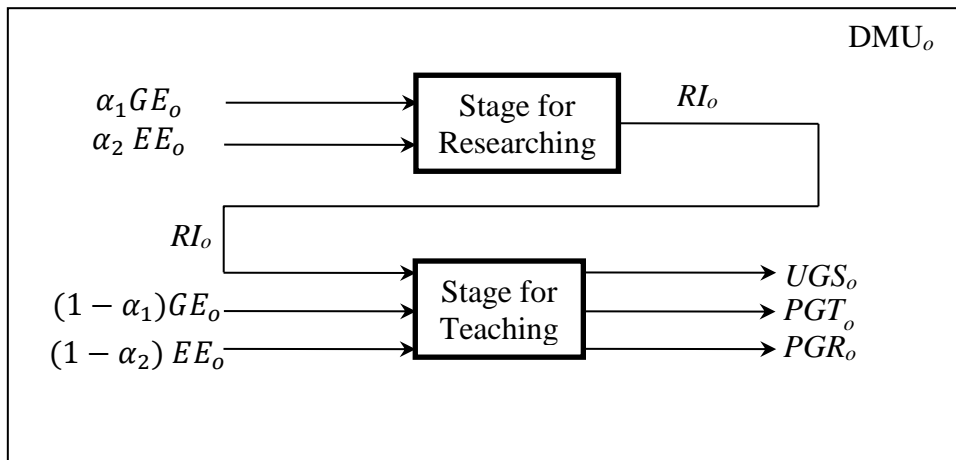 DMUₒ
α₁GEₒ
α₂ EEₒ
Stage for
Researching
RIₒ
RIₒ
(1 − α₁)GEₒ
(1 − α₂) EEₒ
Stage for
Teaching
UGSₒ
PGTₒ
PGRₒ